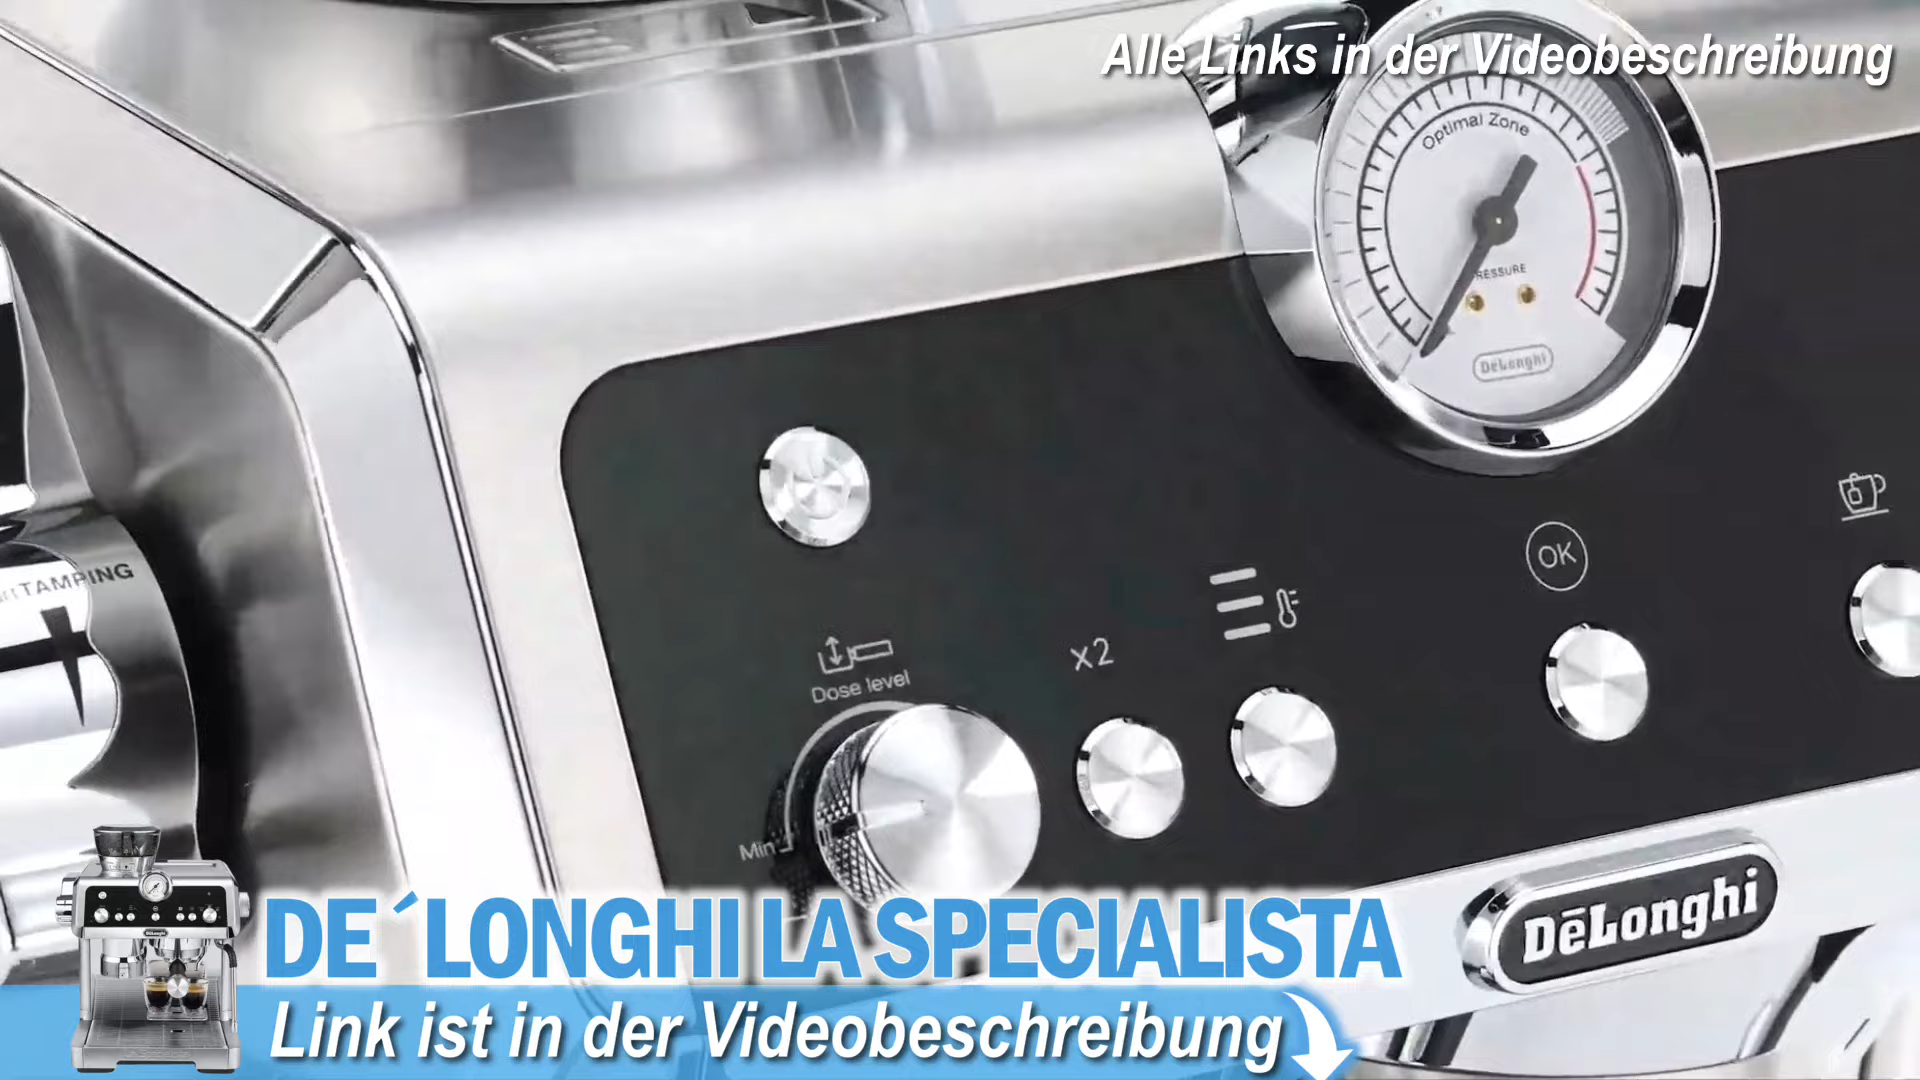 Alle Links in der Videobeschreibung
Optimal Zone
PRESSURE
DeLonghi
TAMPING
OK
x2
Dose level
Min
DēLonghi
DE´LONGHI LA SPECIALISTA
Link ist in der Videobeschreibung